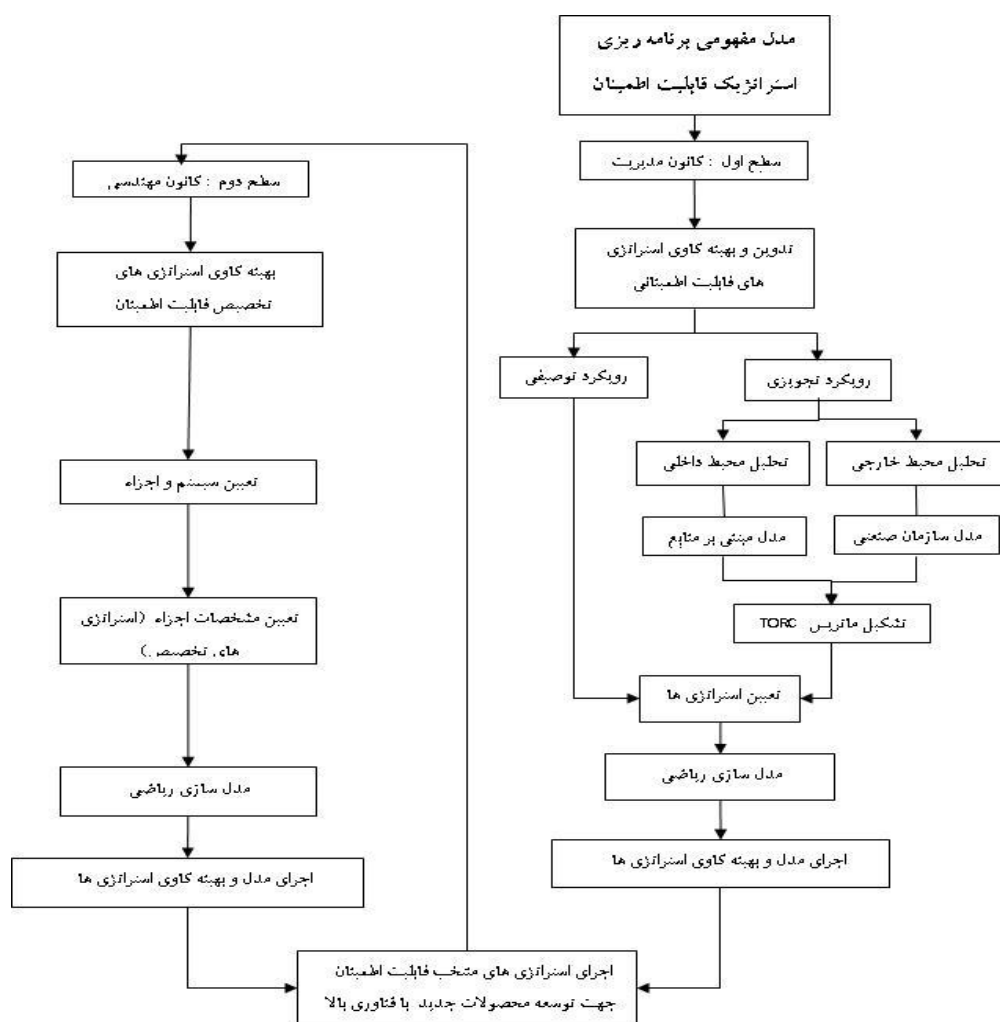 مدل مفهومی برنامه ریزی
استراتژیک قابلیت اطمینان
سطح اول : کانون مدیریت
تدوین و بهینه کاوی استراتژی
های قابلیت اطمینانی
رویکرد توصیفی
رویکرد تجویزی
تحلیل محیط داخلی
تحلیل محیط خارجی
مدل مبتنی بر منابع
مدل سازمان صنعتی
تشکیل ماتریس TORC
تعیین استراتژی ها
مدل سازی ریاضی
اجرای مدل و بهینه کاوی استراتژی ها
اجرای استراتژی های منتخب قابلیت اطمینان
جهت توسعه محصولات جدید با فناوری بالا
سطح دوم : کانون مهندسی
بهینه کاوی استراتژی های
تخصیص قابلیت اطمینان
تعیین سیستم و اجزاء
تعیین مشخصات اجزاء (استراتژی
های تخصیص)
مدل سازی ریاضی
اجرای مدل و بهینه کاوی استراتژی ها